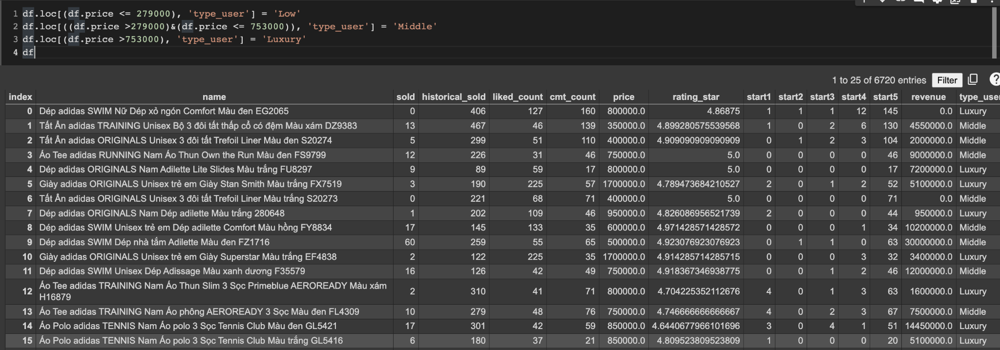 1 df.loc[(df.price <= 279000), 'type_user'] = 'Low'
2 df.loc[((df.price >279000)&(df.price <= 753000)), 'type_user'] = 'Middle'
3 df.loc[(df.price >753000), 'type_user'] = 'Luxury'
4 df
1 to 25 of 6720 entries Filter ?
index name sold historical_sold liked_count cmt_count price rating_star start1 start2 start3 start4 start5 revenue type_user
0 Dép adidas SWIM Nữ Dép xỏ ngón Comfort Màu đen EG2065 0 406 127 160 800000.0 4.86875 1 1 1 12 145 0.0 Luxury
1 Tất Ẩn adidas TRAINING Unisex Bộ 3 đôi tất thấp cổ có đệm Màu xám DZ9383 13 467 46 139 350000.0 4.899280575539568 1 0 2 6 130 4550000.0 Middle
2 Tất Ẩn adidas ORIGINALS Unisex 3 đôi tất Trefoil Liner Màu đen S20274 5 299 51 110 400000.0 4.909090909090909 0 1 2 3 104 2000000.0 Middle
3 Áo Tee adidas RUNNING Nam Áo Thun Own the Run Màu đen FS9799 12 226 31 46 750000.0 5.0 0 0 0 0 46 9000000.0 Middle
4 Dép adidas ORIGINALS Nam Adilette Lite Slides Màu trắng FU8297 9 89 59 17 800000.0 5.0 0 0 0 0 17 7200000.0 Luxury
5 Giày adidas ORIGINALS Unisex trẻ em Giày Stan Smith Màu trắng FX7519 3 190 225 57 1700000.0 4.789473684210527 2 0 1 2 52 5100000.0 Luxury
6 Tất Ẩn adidas ORIGINALS Unisex 3 đôi tất Trefoil Liner Màu trắng S20273 0 221 68 71 400000.0 5.0 0 0 0 0 71 0.0 Middle
7 Dép adidas ORIGINALS Nam Dép adilette Màu trắng 280648 1 202 109 46 950000.0 4.826086956521739 2 0 0 0 44 950000.0 Luxury
8 Dép adidas SWIM Unisex trẻ em Dép adilette Comfort Màu hồng FY8834 17 145 133 35 600000.0 4.971428571428572 0 0 0 1 34 10200000.0 Middle
9 Dép adidas SWIM Dép nhà tắm Adilette Màu đen FZ1716 60 259 55 65 500000.0 4.923076923076923 0 1 1 0 63 30000000.0 Middle
10 Giày adidas ORIGINALS Unisex trẻ em Giày Superstar Màu trắng EF4838 2 122 225 35 1700000.0 4.914285714285715 0 0 0 3 32 3400000.0 Luxury
11 Dép adidas SWIM Unisex Dép Adissage Màu xanh dương F35579 16 126 42 49 750000.0 4.918367346938775 0 0 1 2 46 12000000.0 Middle
12 Áo Tee adidas TRAINING Nam Áo Thun Slim 3 Sọc Primeblue AEROREADY Màu xám
H16879 2 310 41 71 800000.0 4.704225352112676 4 0 1 3 63 1600000.0 Luxury
13 Áo Tee adidas TRAINING Nam Áo phông AEROREADY 3 Sọc Màu đen FL4309 10 279 48 76 750000.0 4.746666666666667 4 0 2 3 67 7500000.0 Middle
14 Áo Polo adidas TENNIS Nam Áo polo 3 Sọc Tennis Club Màu đen GL5421 17 301 42 59 850000.0 4.6440677966101696 3 0 4 1 51 14450000.0 Luxury
15 Áo Polo adidas TENNIS Nam Áo polo 3 Sọc Tennis Club Màu trắng GL5416 6 180 37 21 850000.0 4.809523809523809 1 0 0 0 20 5100000.0 Luxury